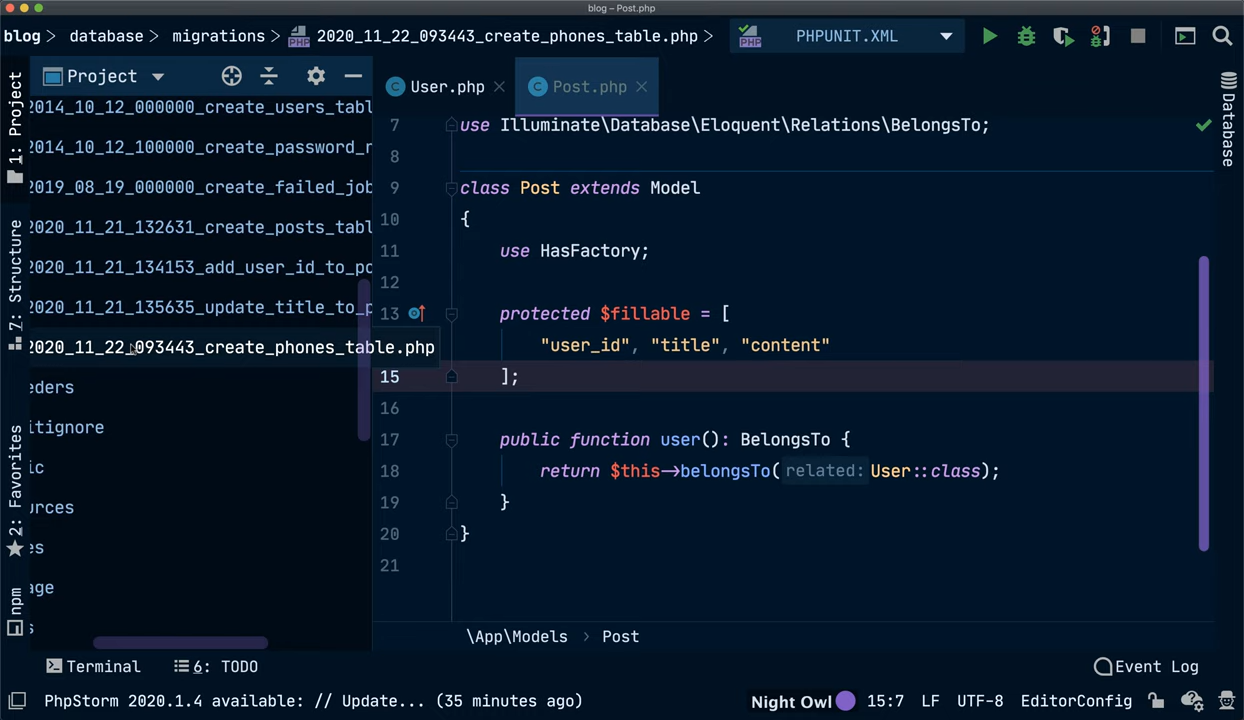 blog – Post.php
blog > database > migrations > 2020_11_22_093443_create_phones_table.php > PHPUNIT.XML
1: Project
7: Structure
2: Favorites
npm
Project
2014_10_12_000000_create_users_tabl
2014_10_12_100000_create_password_r
2019_08_19_000000_create_failed_job
2020_11_21_132631_create_posts_tabl
2020_11_21_134153_add_user_id_to_po
2020_11_21_135635_update_title_to_p
2020_11_22_093443_create_phones_table.php
eders
itignore
ic
urces
es
age
s
User.php
Post.php
7 use Illuminate\Database\Eloquent\Relations\BelongsTo;
8
9 class Post extends Model
10 {
11 use HasFactory;
12
13 protected $fillable = [
"user_id", "title", "content"
15 ];
16
17 public function user(): BelongsTo {
18 return $this->belongsTo( related: User::class);
19 }
20 }
21
\App\Models > Post
Database
Terminal
6: TODO
Event Log
PhpStorm 2020.1.4 available: // Update... (35 minutes ago)
Night Owl
15:7 LF UTF-8 EditorConfig